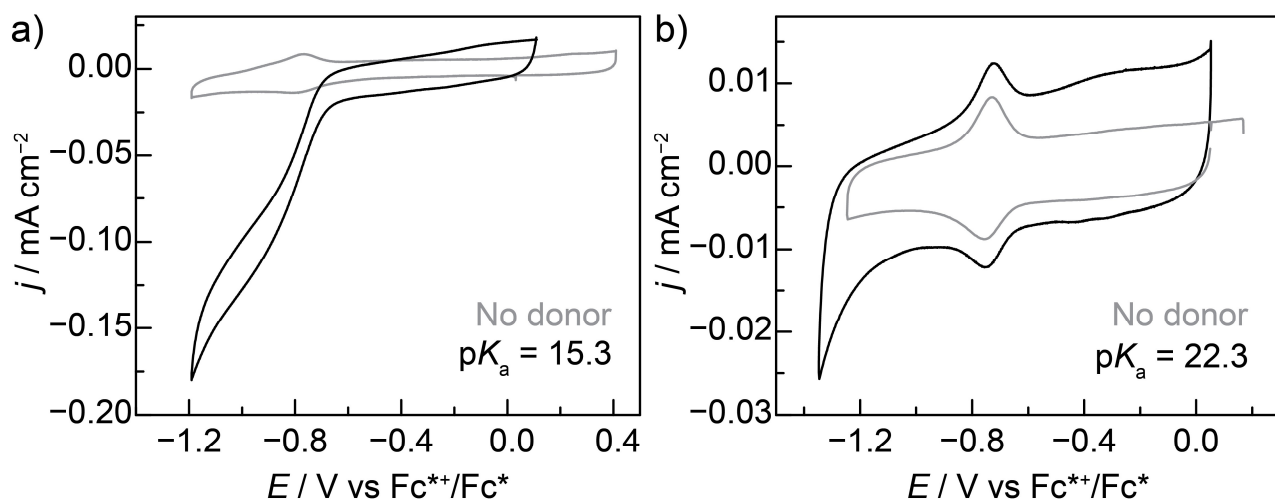 a)
0.00
−0.05
−0.10
−0.15
−0.20
j / mA cm⁻²
−1.2 −0.8 −0.4 0.0 0.4
E / V vs Fc*⁺/Fc*
No donor
pKₐ = 15.3
b)
0.01
0.00
−0.01
−0.02
−0.03
j / mA cm⁻²
−1.2 −0.8 −0.4 0.0
E / V vs Fc*⁺/Fc*
No donor
pKₐ = 22.3